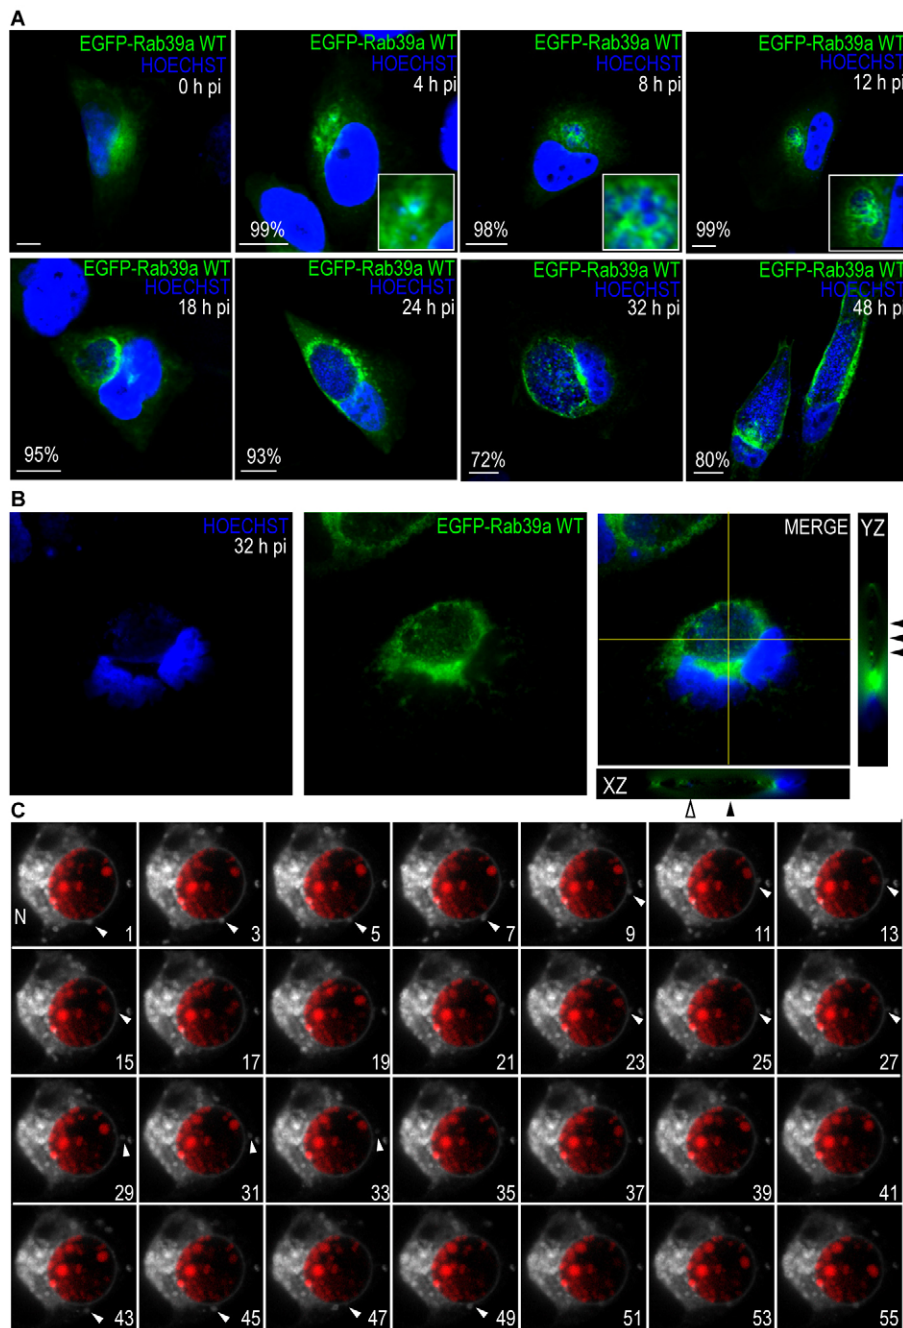 A
EGFP-Rab39a WT
HOECHST
0 h pi
EGFP-Rab39a WT
HOECHST
4 h pi
99%
EGFP-Rab39a WT
HOECHST
8 h pi
98%
EGFP-Rab39a WT
HOECHST
12 h pi
99%
EGFP-Rab39a WT
HOECHST
18 h pi
95%
EGFP-Rab39a WT
HOECHST
24 h pi
93%
EGFP-Rab39a WT
HOECHST
32 h pi
72%
EGFP-Rab39a WT
HOECHST
48 h pi
80%
B
HOECHST
32 h pi
EGFP-Rab39a WT
MERGE
YZ
XZ
C
N
1 3 5 7 9 11 13
15 17 19 21 23 25 27
29 31 33 35 37 39 41
43 45 47 49 51 53 55